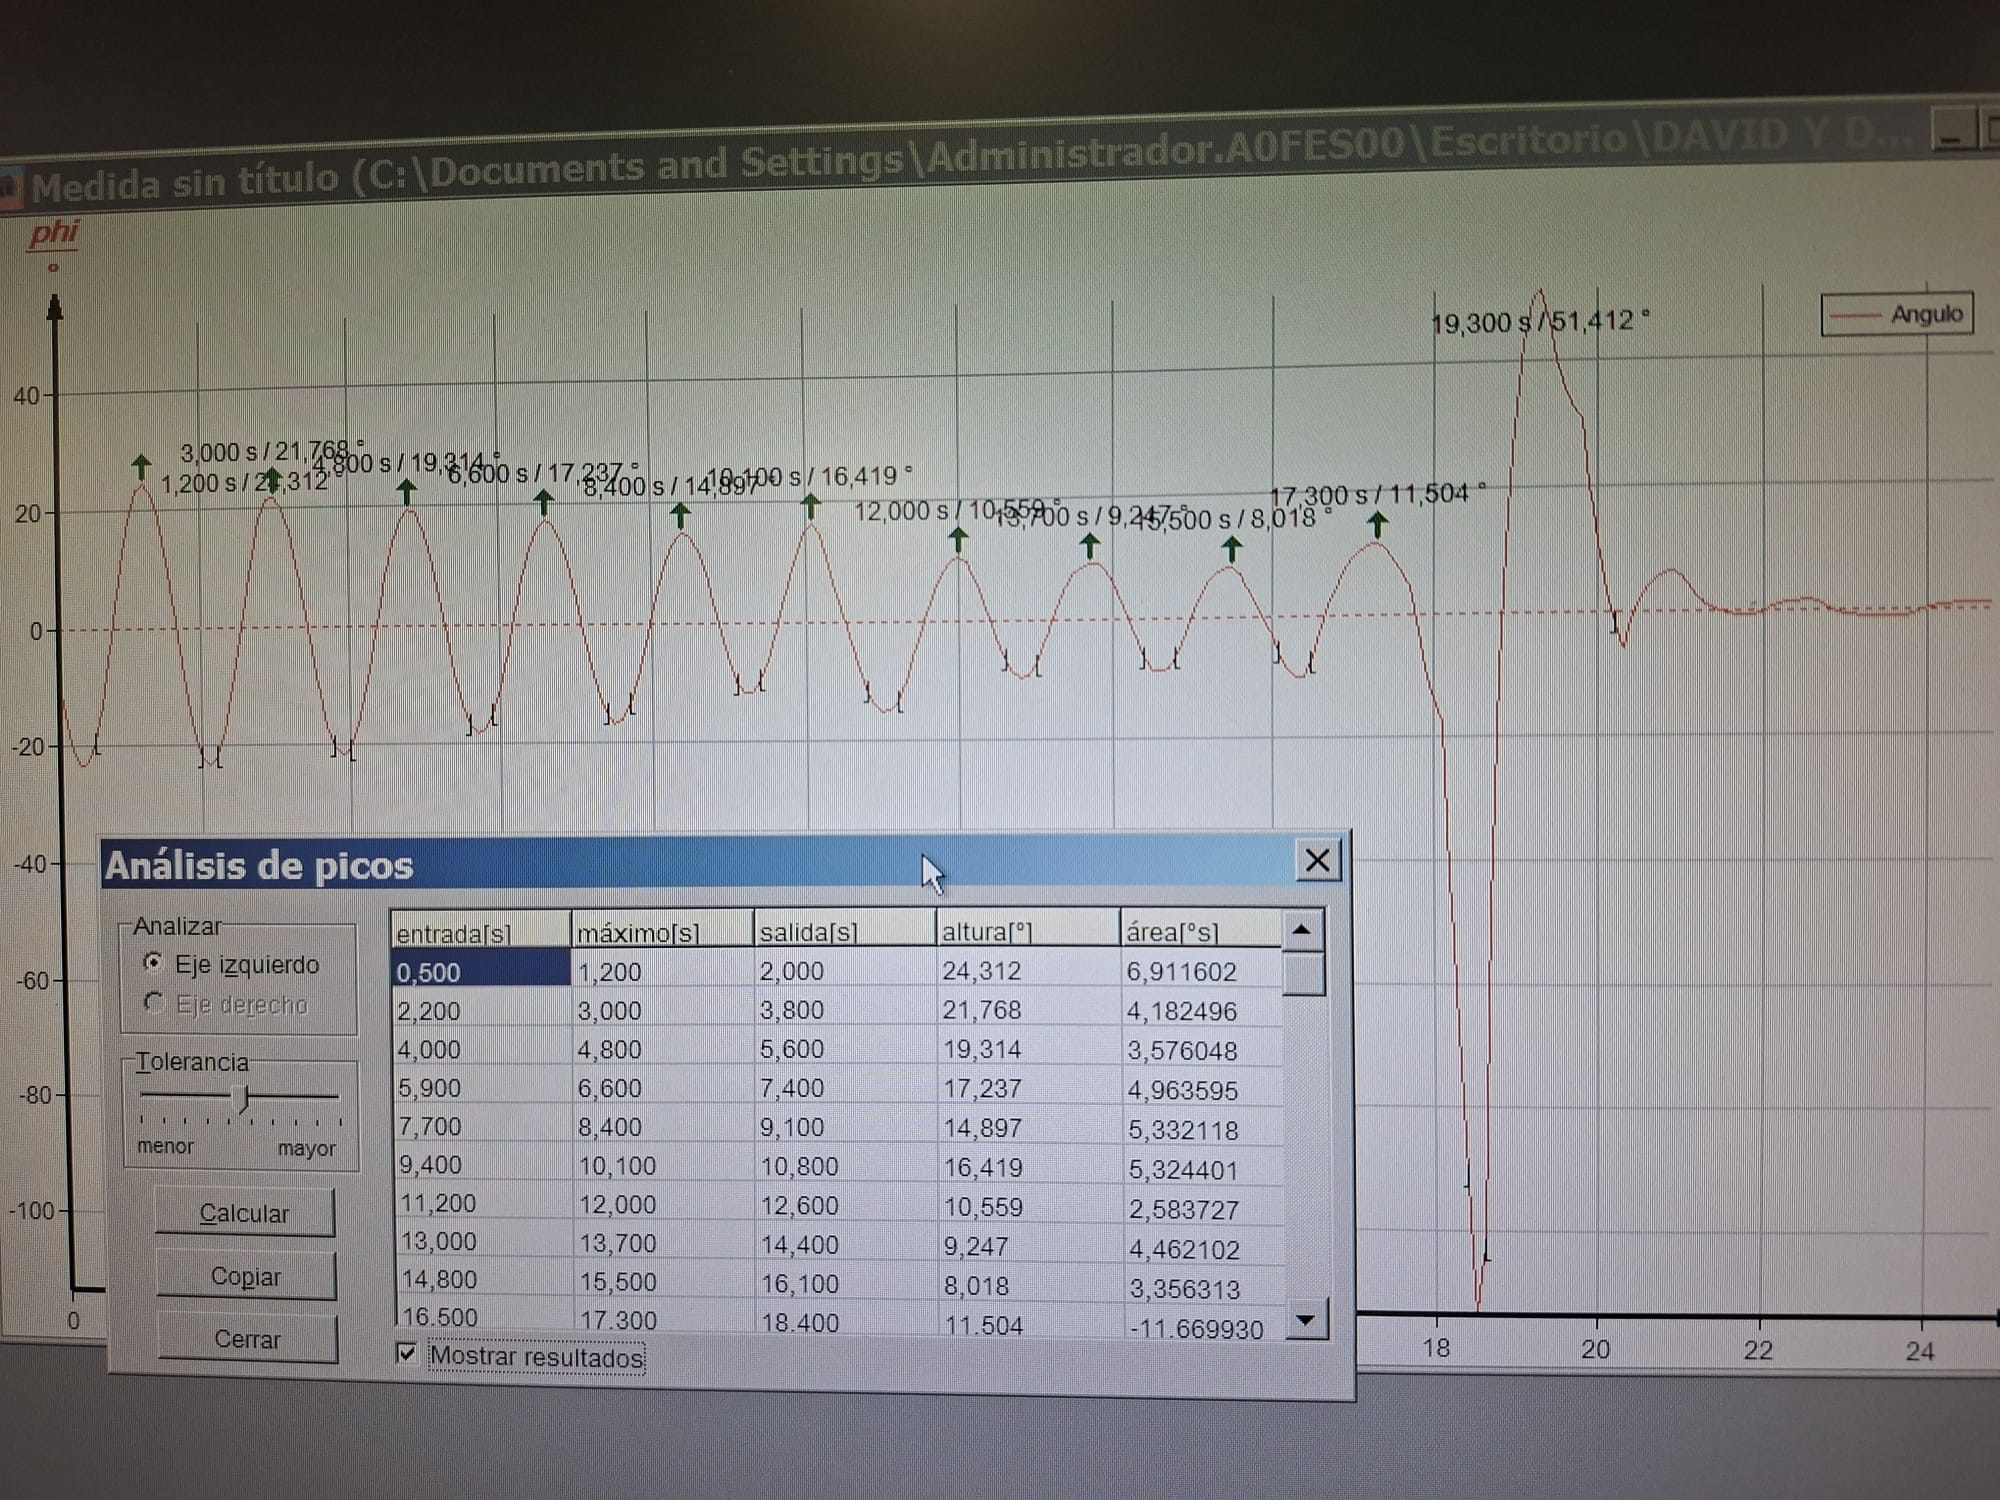 Medida sin título (C:\Documents and Settings\Administrador.A0FES00\Escritorio\DAVID Y D...
phi
°
Angulo
19,300 s / 51,412 °
40
3,000 s / 21,768 °
4,800 s / 19,314 °
6,600 s / 17,237 °
10,100 s / 16,419 °
1,200 s / 24,312 °
8,400 s / 14,897 °
17,300 s / 11,504 °
12,000 s / 10,559 °
13,700 s / 9,247 °
15,500 s / 8,018 °
20
0
-20
-40
-60
-80
-100
0
18
20
22
24
Análisis de picos
Analizar
Eje izquierdo
Eje derecho
Tolerancia
menor mayor
Calcular
Copiar
Cerrar
entrada[s] máximo[s] salida[s] altura[°] área[°s]
0,500 1,200 2,000 24,312 6,911602
2,200 3,000 3,800 21,768 4,182496
4,000 4,800 5,600 19,314 3,576048
5,900 6,600 7,400 17,237 4,963595
7,700 8,400 9,100 14,897 5,332118
9,400 10,100 10,800 16,419 5,324401
11,200 12,000 12,600 10,559 2,583727
13,000 13,700 14,400 9,247 4,462102
14,800 15,500 16,100 8,018 3,356313
16.500 17.300 18.400 11.504 -11.669930
Mostrar resultados